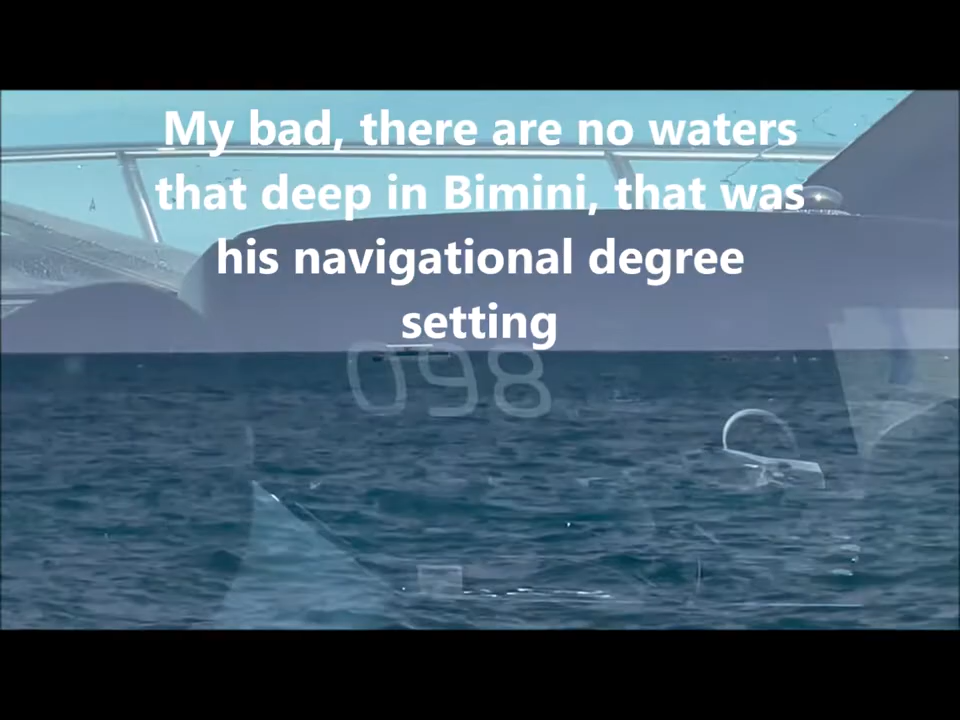 My bad, there are no waters
that deep in Bimini, that was
his navigational degree
setting
098